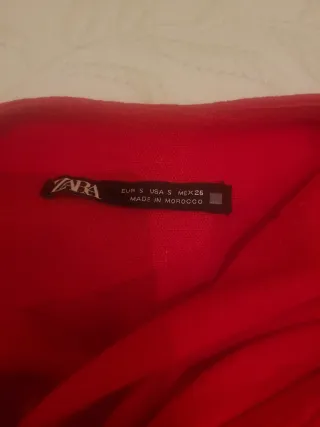 ZARA
EUR S USA S MEX 26
MADE IN MOROCCO